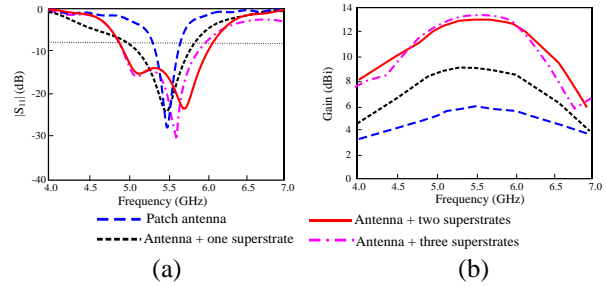 0
-10
-20
-30
-40
|S11| (dB)
4.0 4.5 5.0 5.5 6.0 6.5 7.0
Frequency (GHz)
14
12
10
8
6
4
2
0
Gain (dBi)
4.0 4.5 5.0 5.5 6.0 6.5 7.0
Frequency (GHz)
(a)
(b)
Patch antenna
Antenna + two superstrates
Antenna + one superstrate
Antenna + three superstrates
(a)
(b)